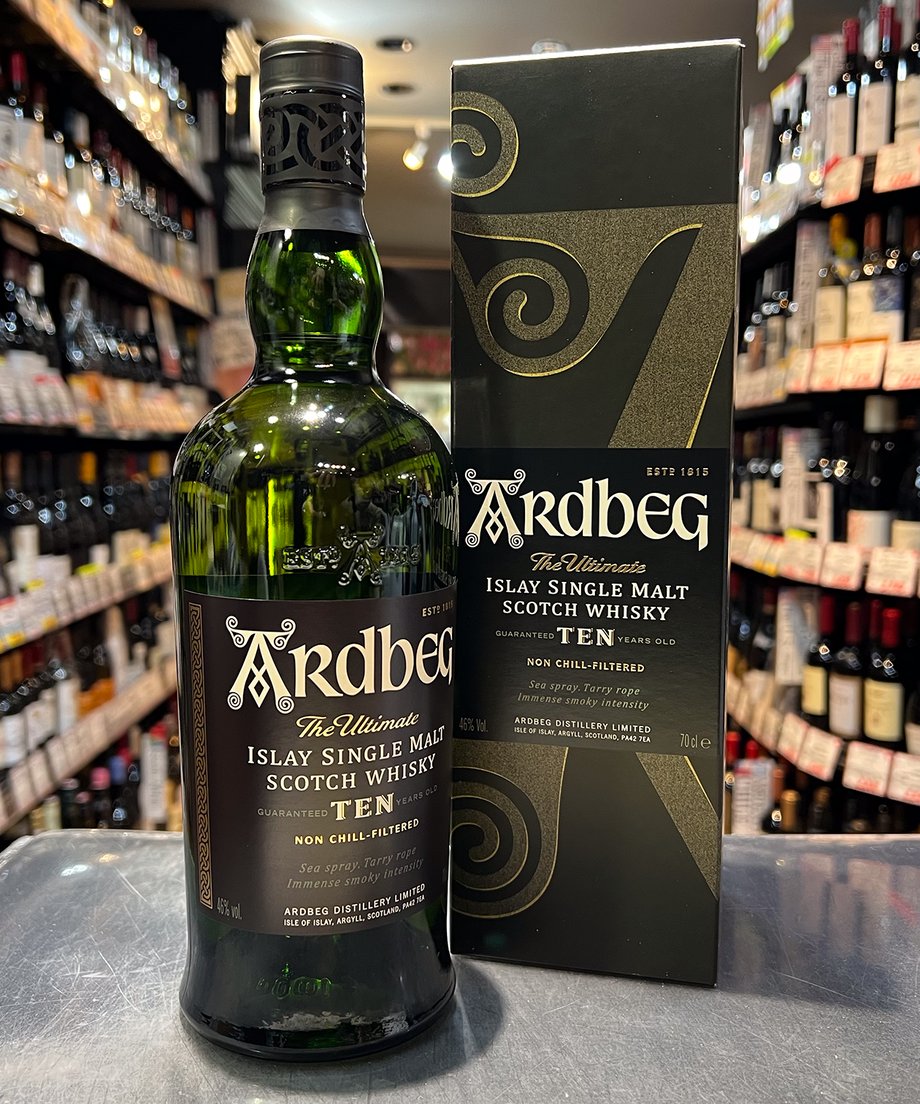 ESTD 1815
ESTD 1815
ARDBEG
The Ultimate
ISLAY SINGLE MALT
SCOTCH WHISKY
GUARANTEED TEN YEARS OLD
NON CHILL-FILTERED
Sea spray. Tarry rope
Immense smoky intensity
46% vol.
ARDBEG DISTILLERY LIMITED
ISLE OF ISLAY, ARGYLL, SCOTLAND, PA42 7EA
ESTD 1815
ARDBEG
The Ultimate
ISLAY SINGLE MALT
SCOTCH WHISKY
GUARANTEED TEN YEARS OLD
NON CHILL-FILTERED
Sea spray. Tarry rope
Immense smoky intensity
46% Vol.
ARDBEG DISTILLERY LIMITED
ISLE OF ISLAY, ARGYLL, SCOTLAND, PA42 7EA
70cl e